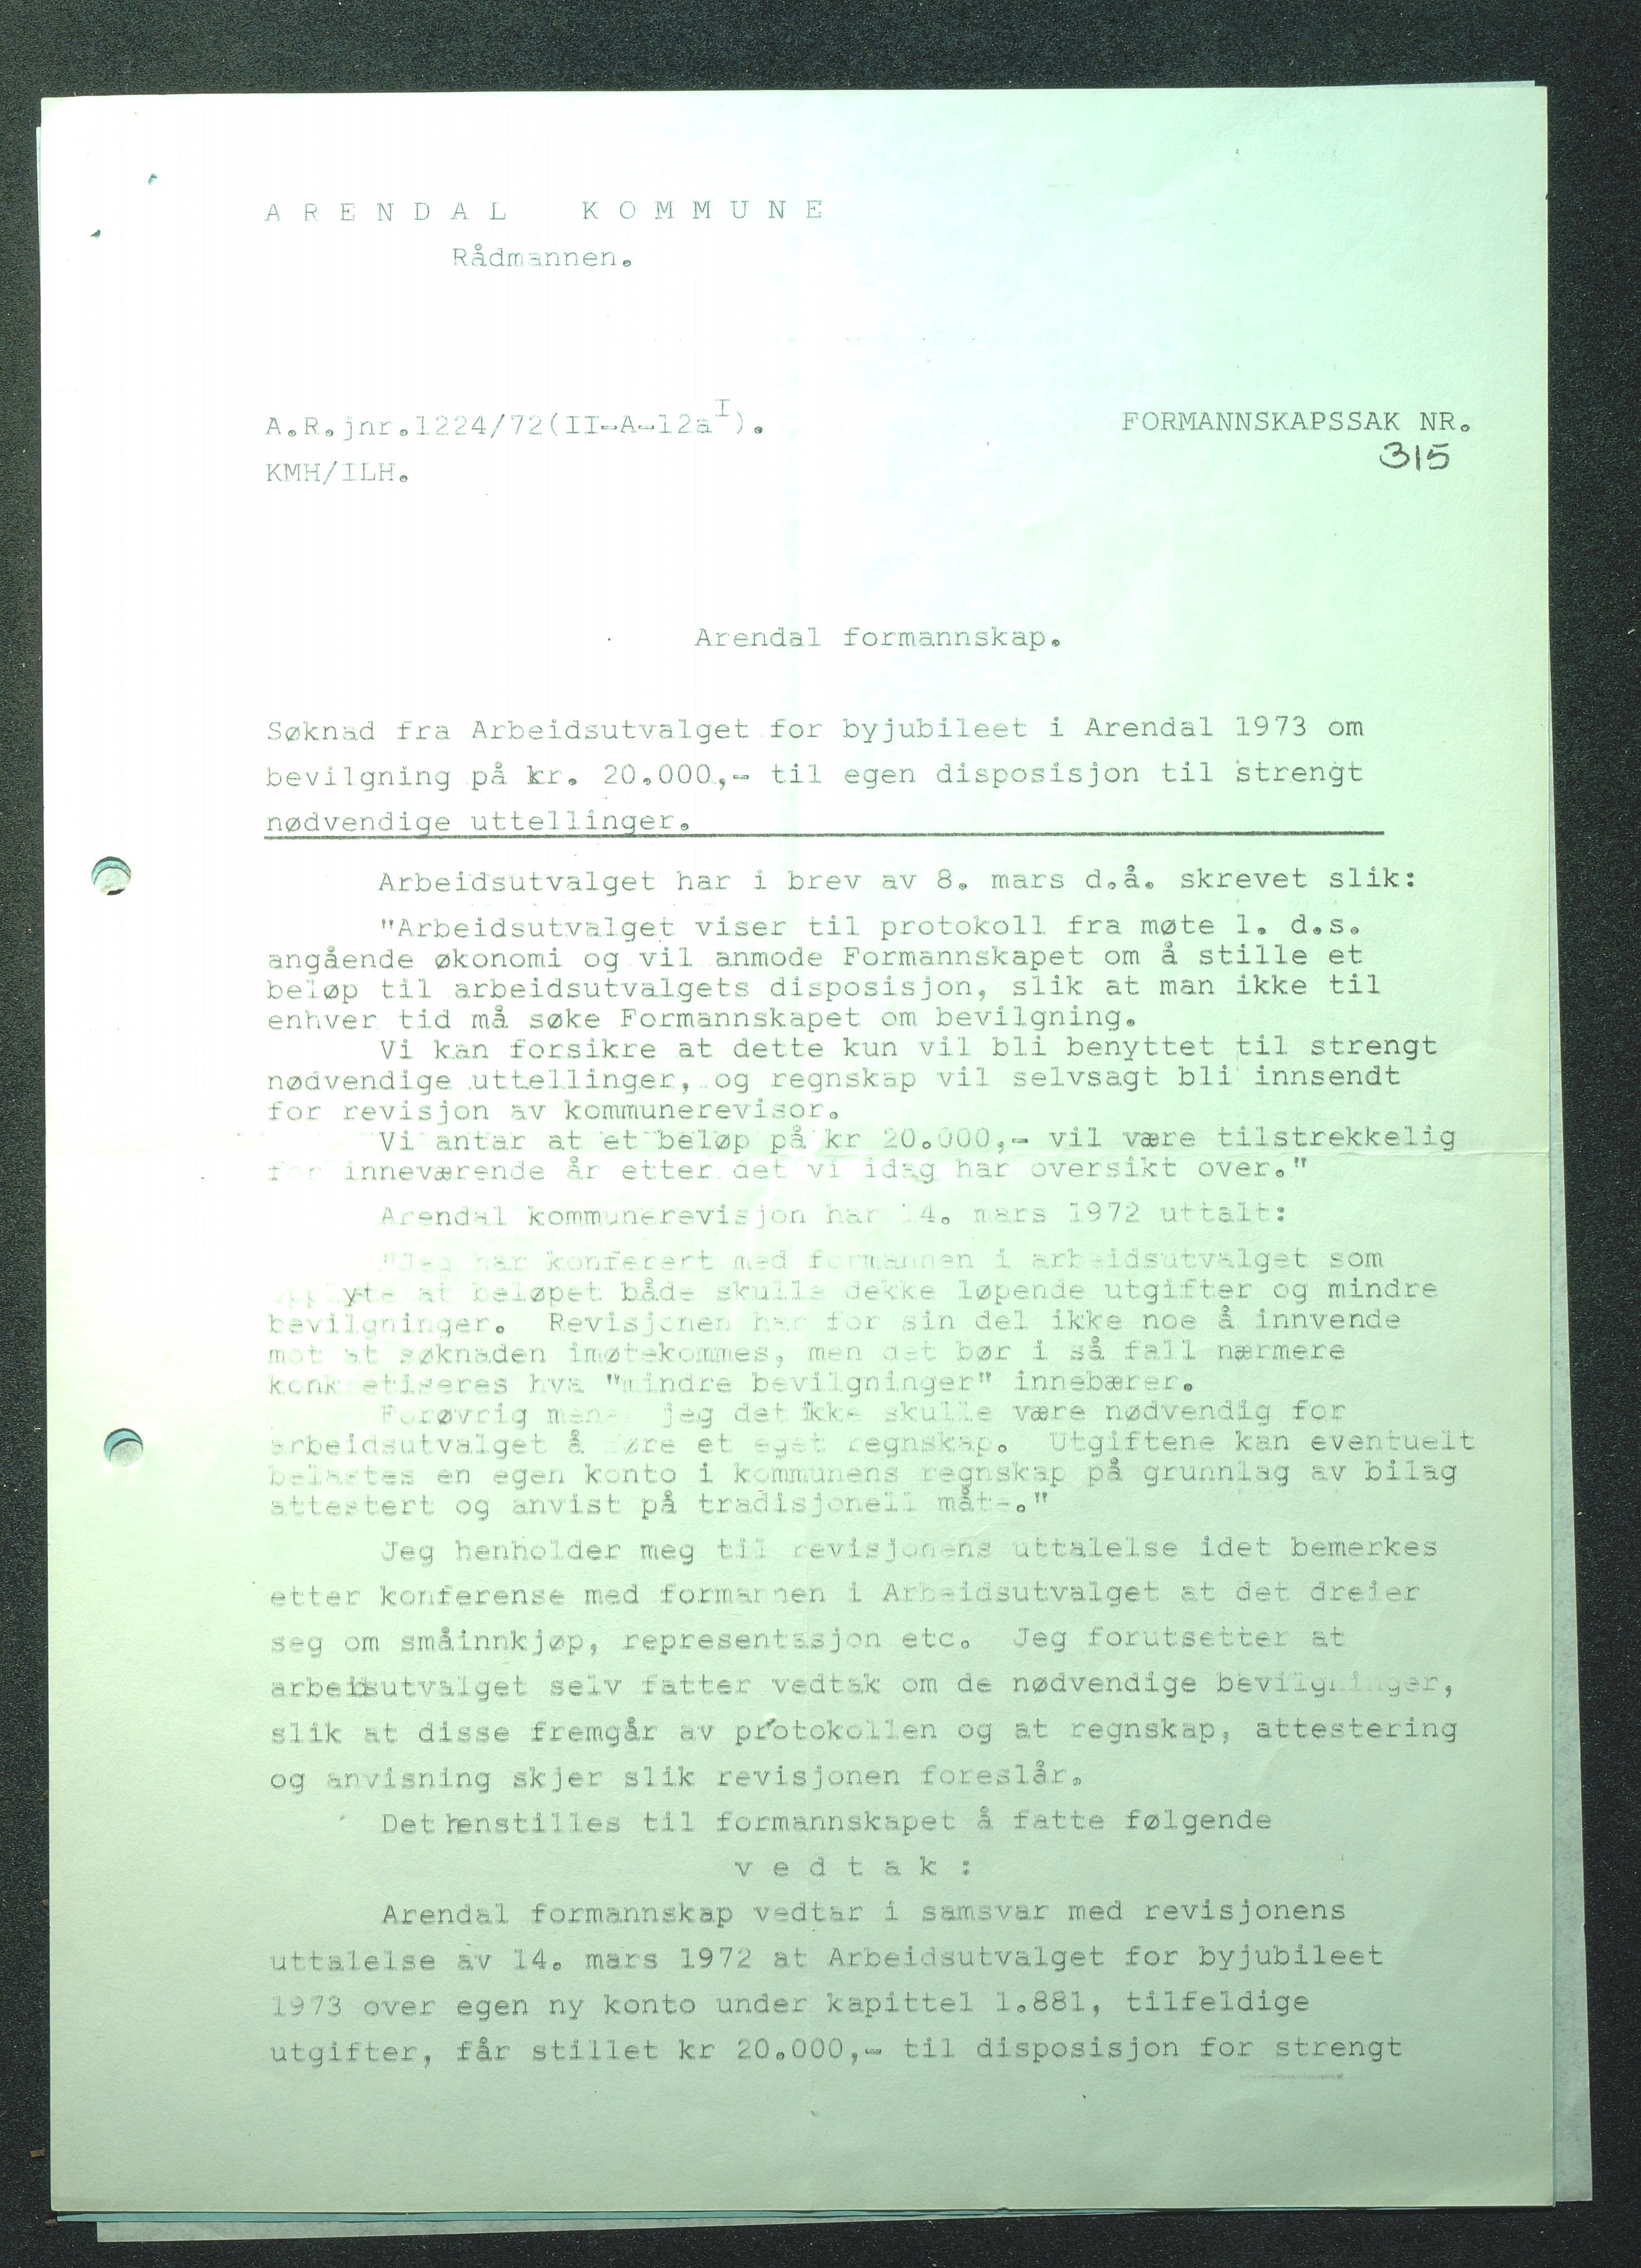 ARENDAL KOMMUNE
Rådmannen.
A.R.jnr.1224/72(II-A-12a I).
FORMANNSKAPSSAK NR.
315
KMH/ILH.
Arendal formannskap.
Søknad fra Arbeidsutvalget for byjubileet i Arendal 1973 om
bevilgning på kr. 20.000,- til egen disposisjon til strengt
nødvendige uttellinger.
Arbeidsutvalget har i brev av 8. mars d.å. skrevet slik:
"Arbeidsutvalget viser til protokoll fra møte 1. d.s.
angående økonomi og vil anmode Formannskapet om å stille et
beløp til arbeidsutvalgets disposisjon, slik at man ikke til
enhver tid må søke Formannskapet om bevilgning.
Vi kan forsikre at dette kun vil bli benyttet til strengt
nødvendige uttellinger, og regnskap vil selvsagt bli innsendt
for revisjon av kommunerevisor.
Vi antar at et beløp på kr 20.000,- vil være tilstrekkelig
for inneværende år etter det vi idag har oversikt over."
Arendal kommunerevisjon har 14. mars 1972 uttalt:
"Jeg har konferert med formannen i arbeidsutvalget som
opplyte at beløpet både skulle dekke løpende utgifter og mindre
bevilgninger. Revisjonen har for sin del ikke noe å innvende
mot at søknaden imøtekommes, men det bør i så fall nærmere
konkretiseres hva "mindre bevilgninger" innebærer.
Forøvrig mener jeg det ikke skulle være nødvendig for
arbeidsutvalget å føre et eget regnskap. Utgiftene kan eventuelt
belastes en egen konto i kommunens regnskap på grunnlag av bilag
attestert og anvist på tradisjonell måte."
Jeg henholder meg til revisjonens uttalelse idet bemerkes
etter konferense med formannen i Arbeidsutvalget at det dreier
seg om småinnkjøp, representasjon etc. Jeg forutsetter at
arbeidsutvalget selv fatter vedtak om de nødvendige bevilgninger,
slik at disse fremgår av protokollen og at regnskap, attestering
og anvisning skjer slik revisjonen foreslår.
Det henstilles til formannskapet å fatte følgende
vedtak:
Arendal formannskap vedtar i samsvar med revisjonens
uttalelse av 14. mars 1972 at Arbeidsutvalget for byjubileet
1973 over egen ny konto under kapittel 1.881, tilfeldige
utgifter, får stillet kr 20.000,- til disposisjon for strengt